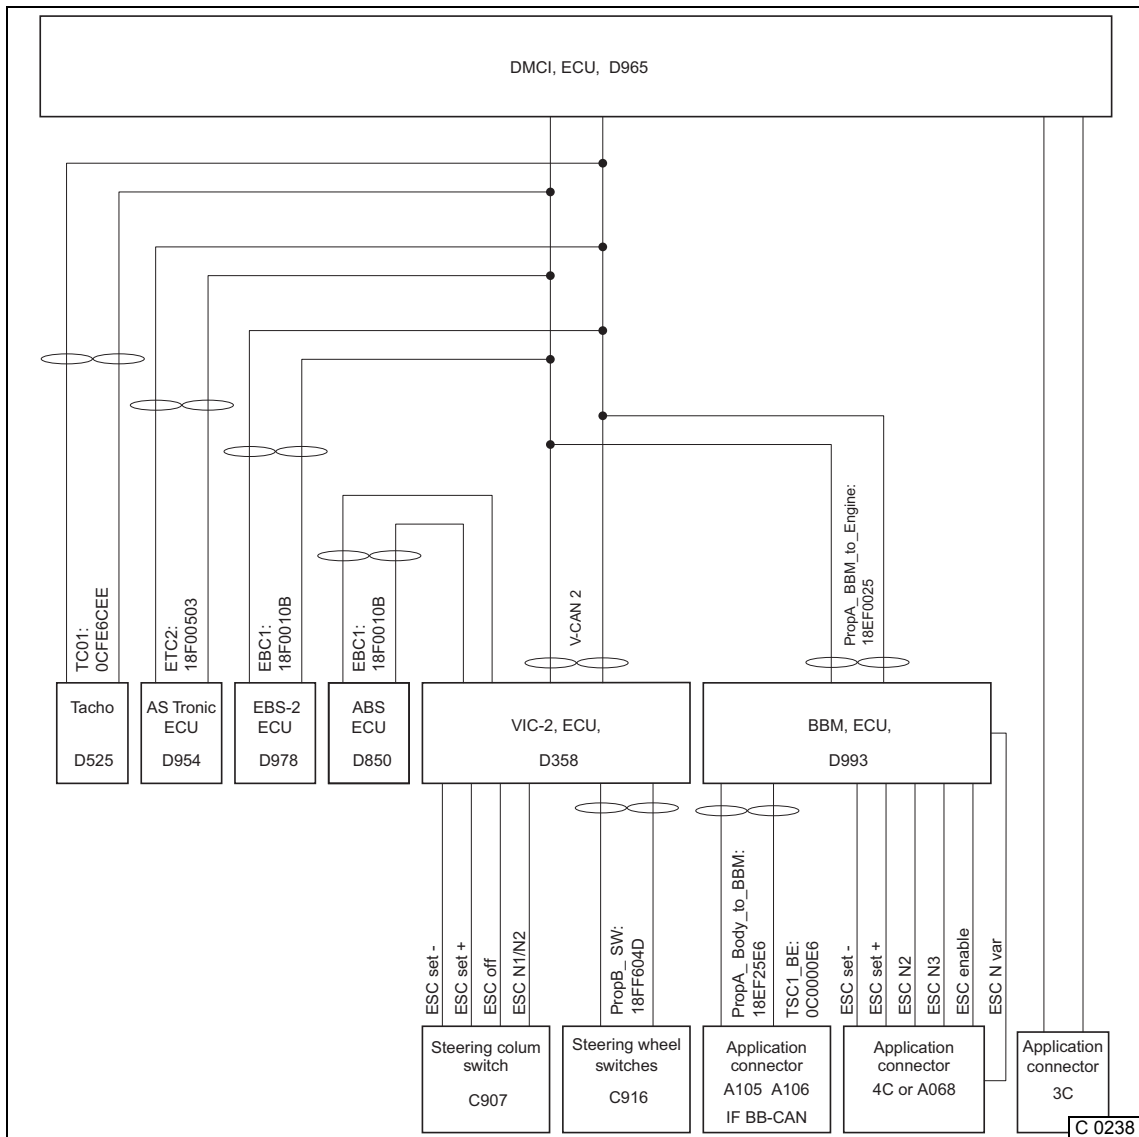 DMCI, ECU, D965
TC01:
0CFE6CEE
ETC2:
18F00503
EBC1:
18F0010B
EBC1:
18F0010B
V-CAN 2
PropA_ BBM_to_Engine:
18EF0025
Tacho
D525
AS Tronic
ECU
D954
EBS-2
ECU
D978
ABS
ECU
D850
VIC-2, ECU,
D358
BBM, ECU,
D993
ESC set -
ESC set +
ESC off
ESC N1/N2
PropB_ SW:
18FF604D
PropA_ Body_to_BBM:
18EF25E6
TSC1_BE:
0C0000E6
ESC set -
ESC set +
ESC N2
ESC N3
ESC enable
ESC N var
Steering colum
switch
C907
Steering wheel
switches
C916
Application
connector
A105 A106
IF BB-CAN
Application
connector
4C or A068
Application
connector
3C
C 0238